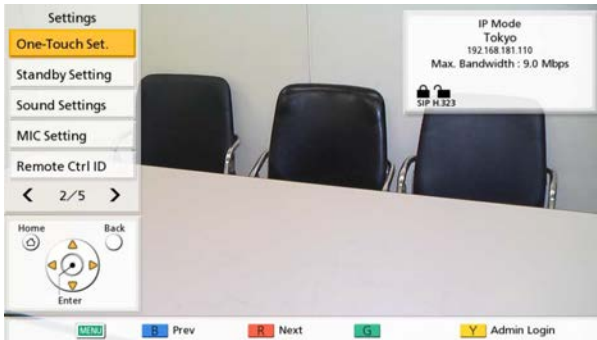 Settings
One-Touch Set.
Standby Setting
Sound Settings
MIC Setting
Remote Ctrl ID
2/5
Home
Back
Enter
IP Mode
Tokyo
192.168.181.110
Max. Bandwidth : 9.0 Mbps
SIP H.323
MENU
B Prev
R Next
G
Y Admin Login